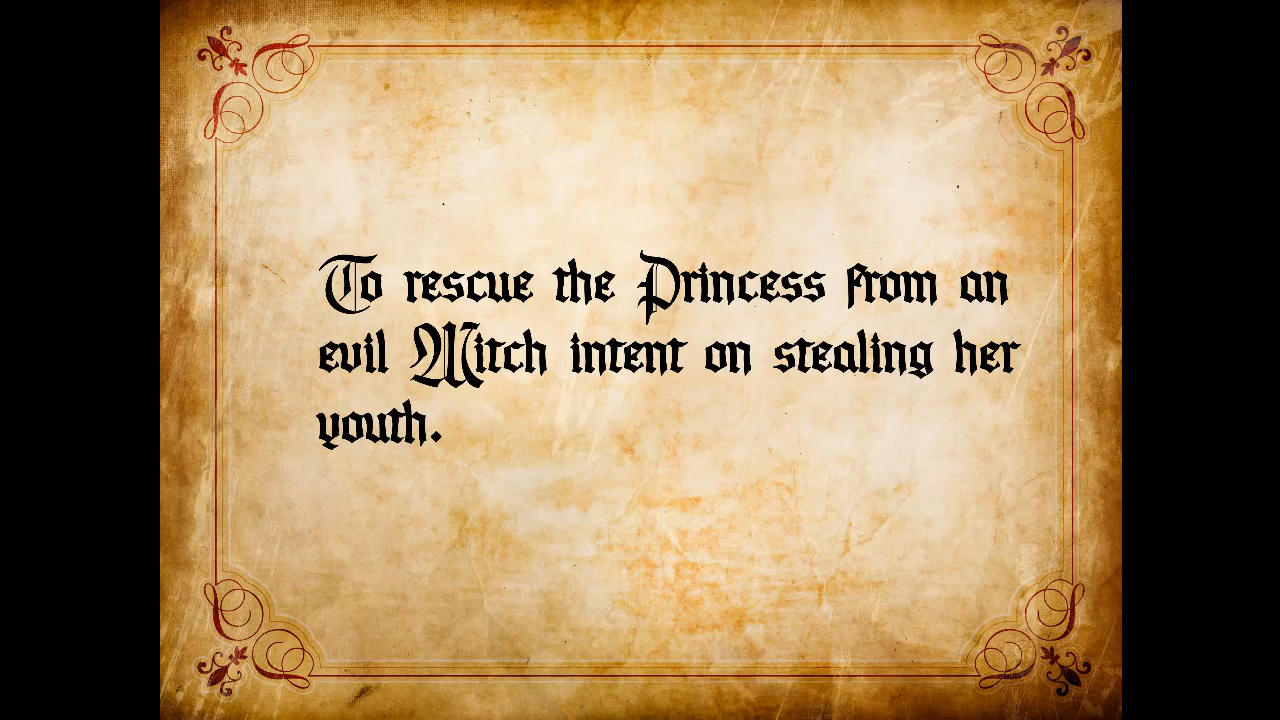 To rescue the Princess from an
evil Witch intent on stealing her
youth.